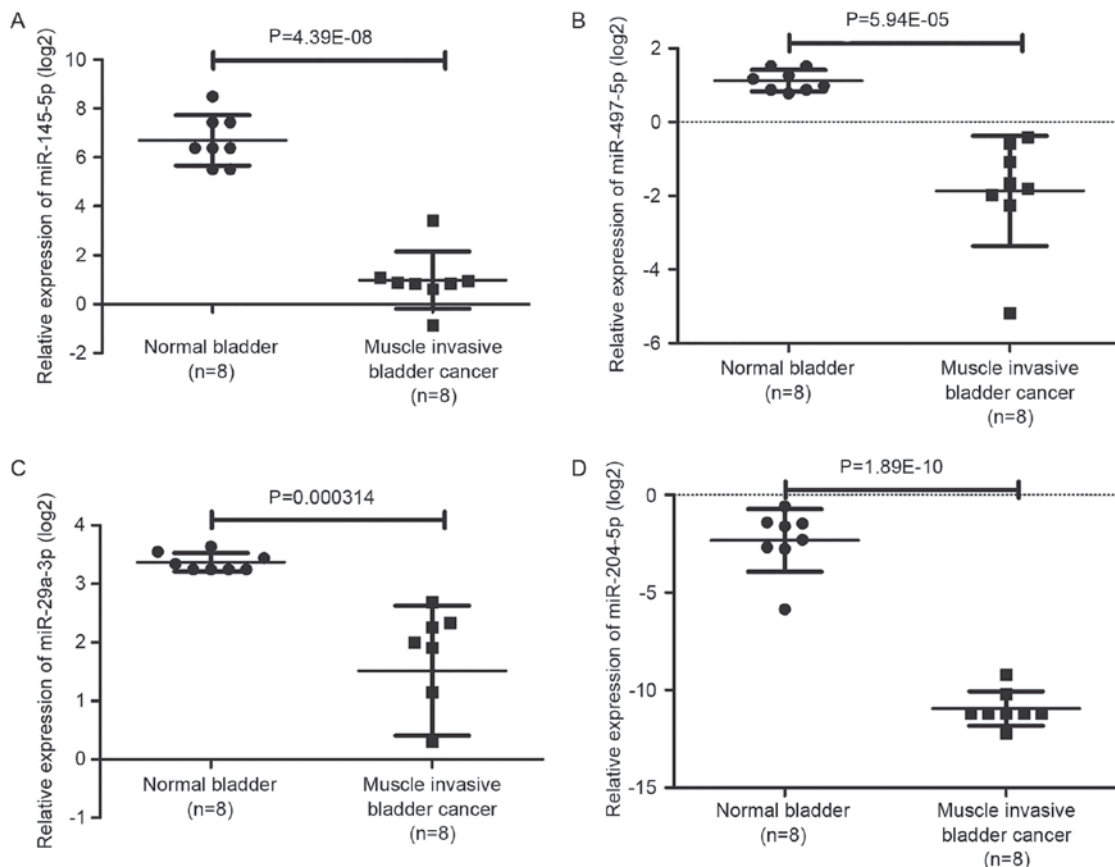 A
P=4.39E-08
Relative expression of miR-145-5p (log2)
10
8
6
4
2
0
-2
Normal bladder
(n=8)
Muscle invasive
bladder cancer
(n=8)
B
P=5.94E-05
Relative expression of miR-497-5p (log2)
2
0
-2
-4
-6
Normal bladder
(n=8)
Muscle invasive
bladder cancer
(n=8)
C
P=0.000314
Relative expression of miR-29a-3p (log2)
4
3
2
1
0
-1
Normal bladder
(n=8)
Muscle invasive
bladder cancer
(n=8)
D
P=1.89E-10
Relative expression of miR-204-5p (log2)
0
-5
-10
-15
Normal bladder
(n=8)
Muscle invasive
bladder cancer
(n=8)